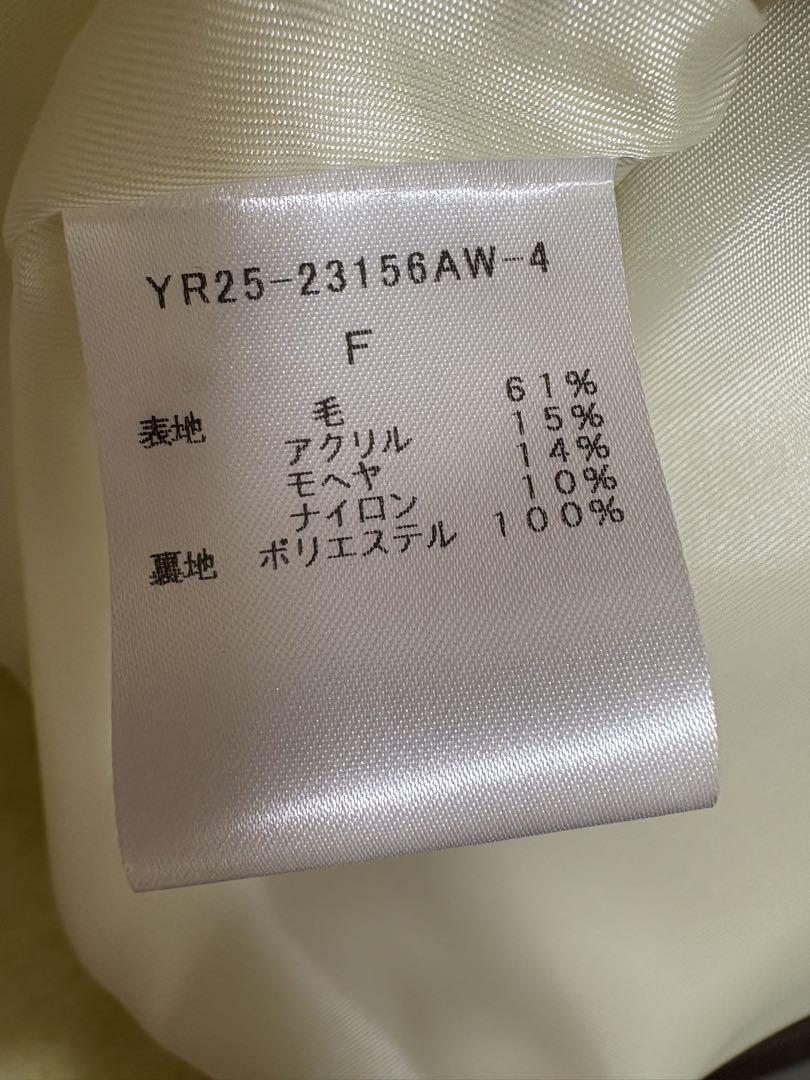 YR25-23156AW-4
F
表地 毛 61%
アクリル 15%
モヘヤ 14%
ナイロン 10%
裏地 ポリエステル 100%